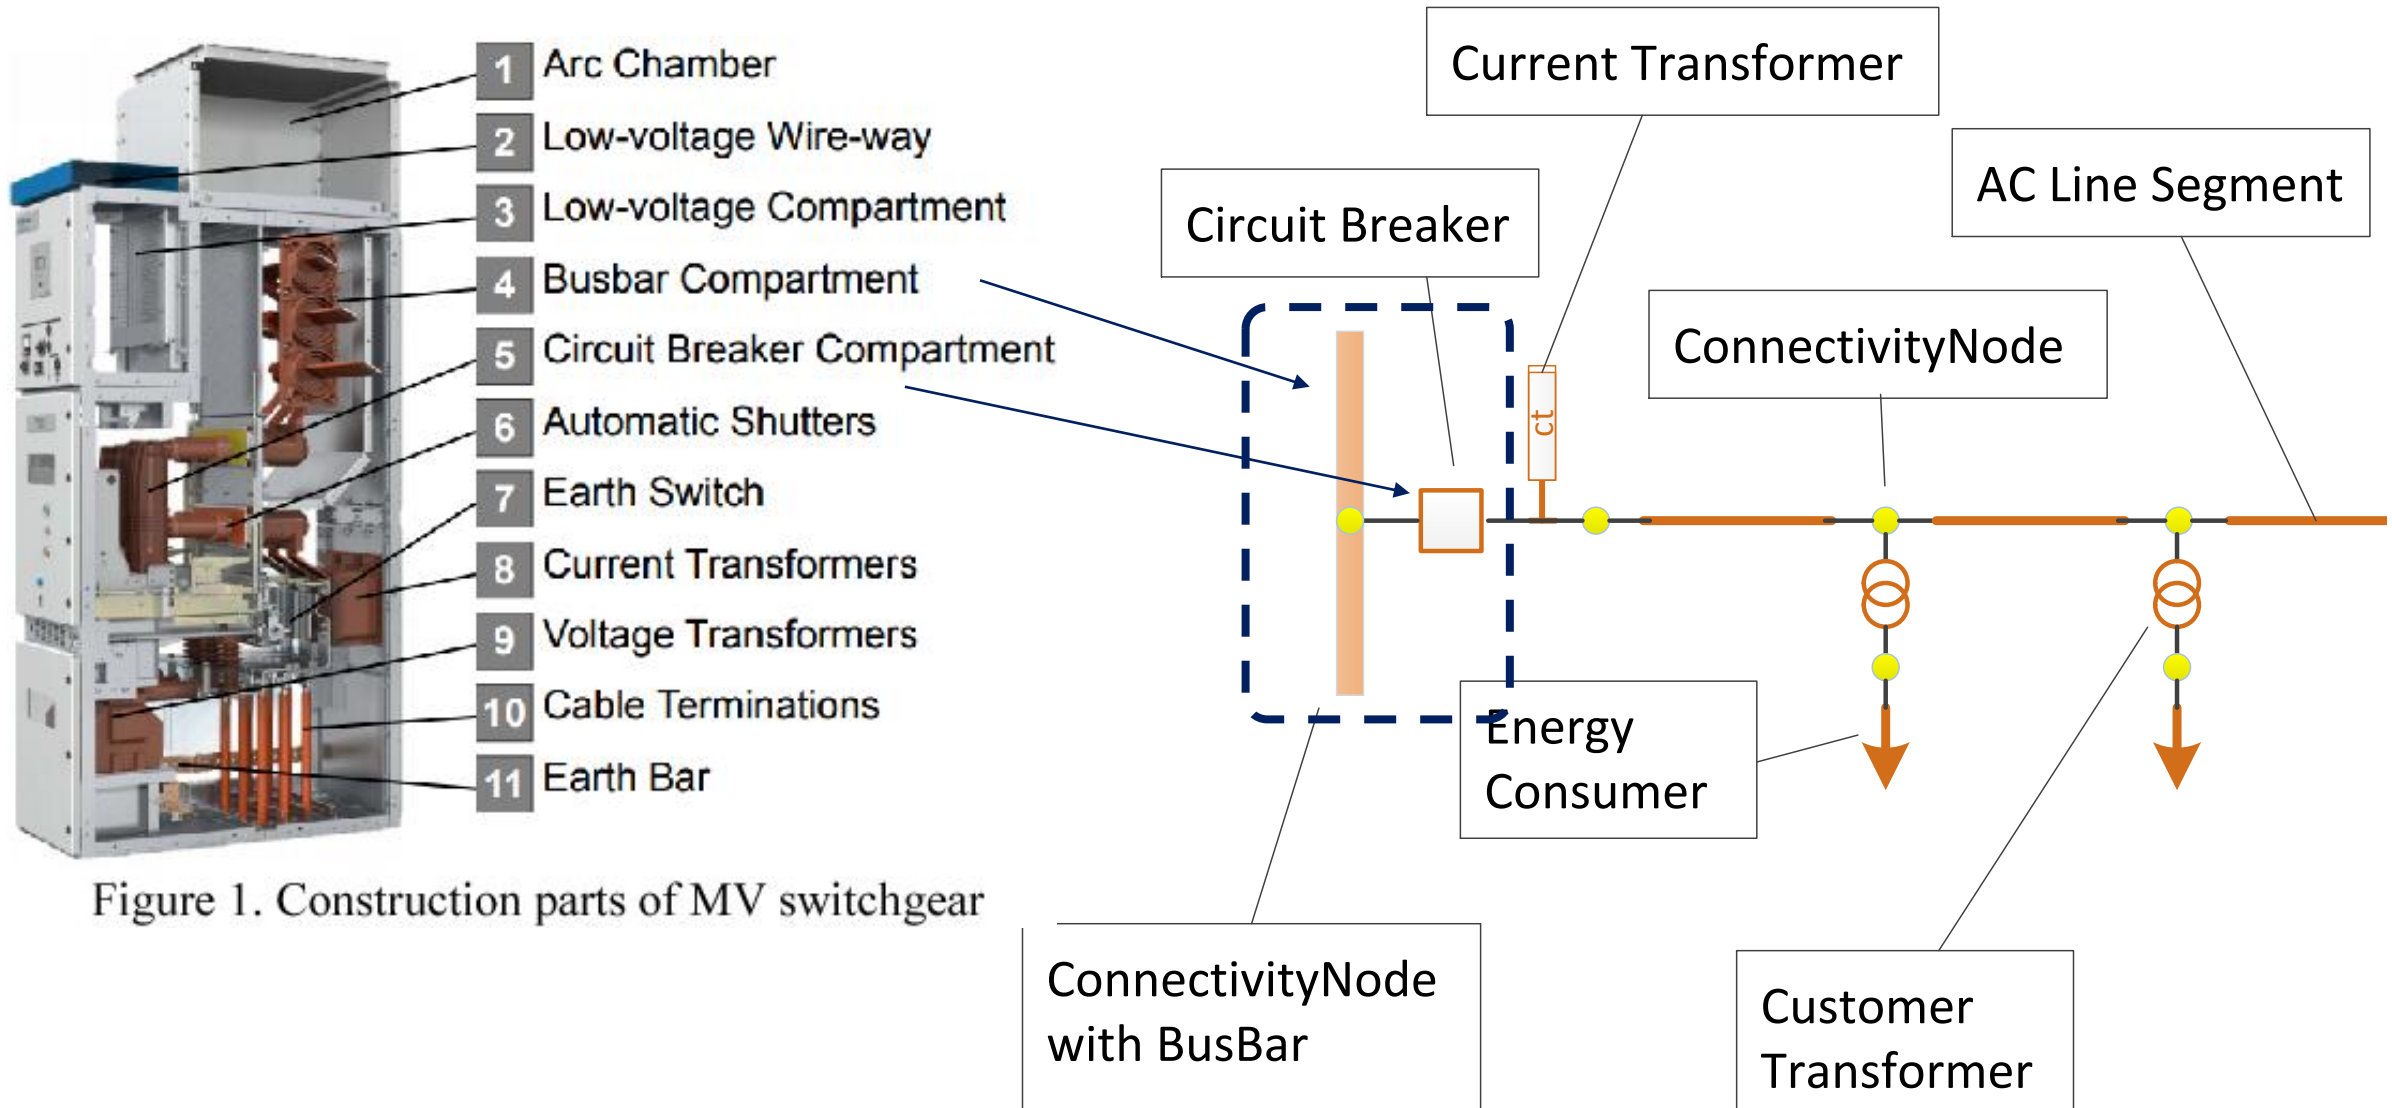 1 Arc Chamber
2 Low-voltage Wire-way
3 Low-voltage Compartment
4 Busbar Compartment
5 Circuit Breaker Compartment
6 Automatic Shutters
7 Earth Switch
8 Current Transformers
9 Voltage Transformers
10 Cable Terminations
11 Earth Bar
Figure 1. Construction parts of MV switchgear
Current Transformer
AC Line Segment
Circuit Breaker
ConnectivityNode
ct
Energy
Consumer
ConnectivityNode
with BusBar
Customer
Transformer